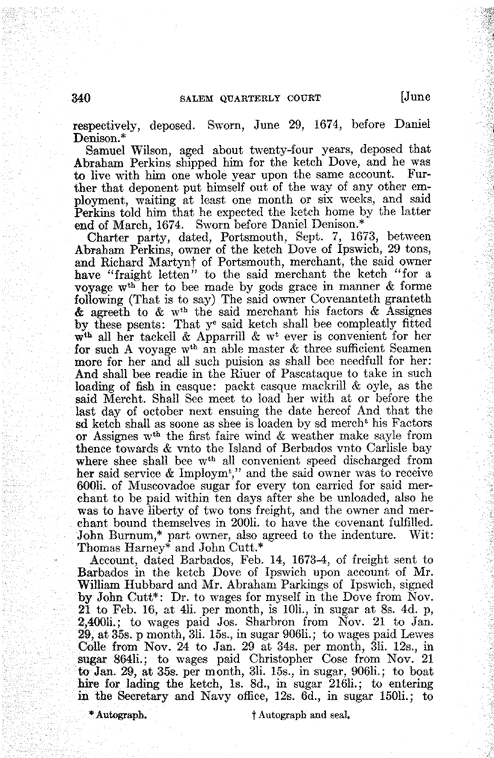 340 SALEM QUARTERLY COURT [June
respectively, deposed. Sworn, June 29, 1674, before Daniel
Denison.*
Samuel Wilson, aged about twenty-four years, deposed that
Abraham Perkins shipped him for the ketch Dove, and he was
to live with him one whole year upon the same account. Fur-
ther that deponent put himself out of the way of any other em-
ployment, waiting at least one month or six weeks, and said
Perkins told him that he expected the ketch home by the latter
end of March, 1674. Sworn before Daniel Denison.*
Charter party, dated, Portsmouth, Sept. 7, 1673, between
Abraham Perkins, owner of the ketch Dove of Ipswich, 29 tons,
and Richard Martyn† of Portsmouth, merchant, the said owner
have "fraight letten" to the said merchant the ketch "for a
voyage wth her to bee made by gods grace in manner & forme
following (That is to say) The said owner Covenanteth granteth
& agreeth to & wth the said merchant his factors & Assignes
by these psents: That ye said ketch shall bee compleatly fitted
wth all her tackell & Apparrill & wt ever is convenient for her
for such A voyage wth an able master & three sufficient Seamen
more for her and all such puision as shall bee needfull for her:
And shall bee readie in the Riuer of Pascataque to take in such
loading of fish in casque: packt casque mackrill & oyle, as the
said Mercht. Shall See meet to load her with at or before the
last day of october next ensuing the date hereof And that the
sd ketch shall as soone as shee is loaden by sd mercht his Factors
or Assignes wth the first faire wind & weather make sayle from
thence towards & vnto the Island of Berbados vnto Carlisle bay
where shee shall bee wth all convenient speed discharged from
her said service & Imploymt," and the said owner was to receive
600li. of Muscovadoe sugar for every ton carried for said mer-
chant to be paid within ten days after she be unloaded, also he
was to have liberty of two tons freight, and the owner and mer-
chant bound themselves in 200li. to have the covenant fulfilled.
John Burnum,* part owner, also agreed to the indenture. Wit:
Thomas Harney* and John Cutt.*
Account, dated Barbados, Feb. 14, 1673-4, of freight sent to
Barbados in the ketch Dove of Ipswich upon account of Mr.
William Hubbard and Mr. Abraham Parkings of Ipswich, signed
by John Cutt*: Dr. to wages for myself in the Dove from Nov.
21 to Feb. 16, at 4li. per month, is 10li., in sugar at 8s. 4d. p,
2,400li.; to wages paid Jos. Sharbron from Nov. 21 to Jan.
29, at 35s. p month, 3li. 15s., in sugar 906li.; to wages paid Lewes
Colle from Nov. 24 to Jan. 29 at 34s. per month, 3li. 12s., in
sugar 864li.; to wages paid Christopher Cose from Nov. 21
to Jan. 29, at 35s. per month, 3li. 15s., in sugar, 906li.; to boat
hire for lading the ketch, 1s. 8d., in sugar 216li.; to entering
in the Secretary and Navy office, 12s. 6d., in sugar 150li.; to
* Autograph. † Autograph and seal.